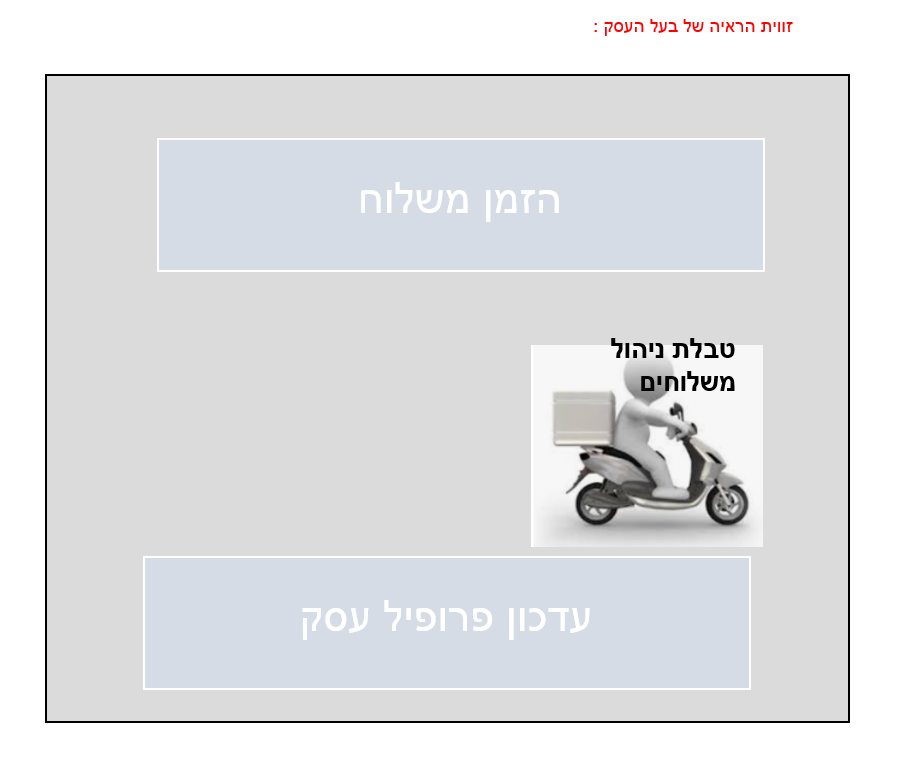 זווית הראיה של בעל העסק :
הזמן משלוח
טבלת ניהול
משלוחים
עדכון פרופיל עסק